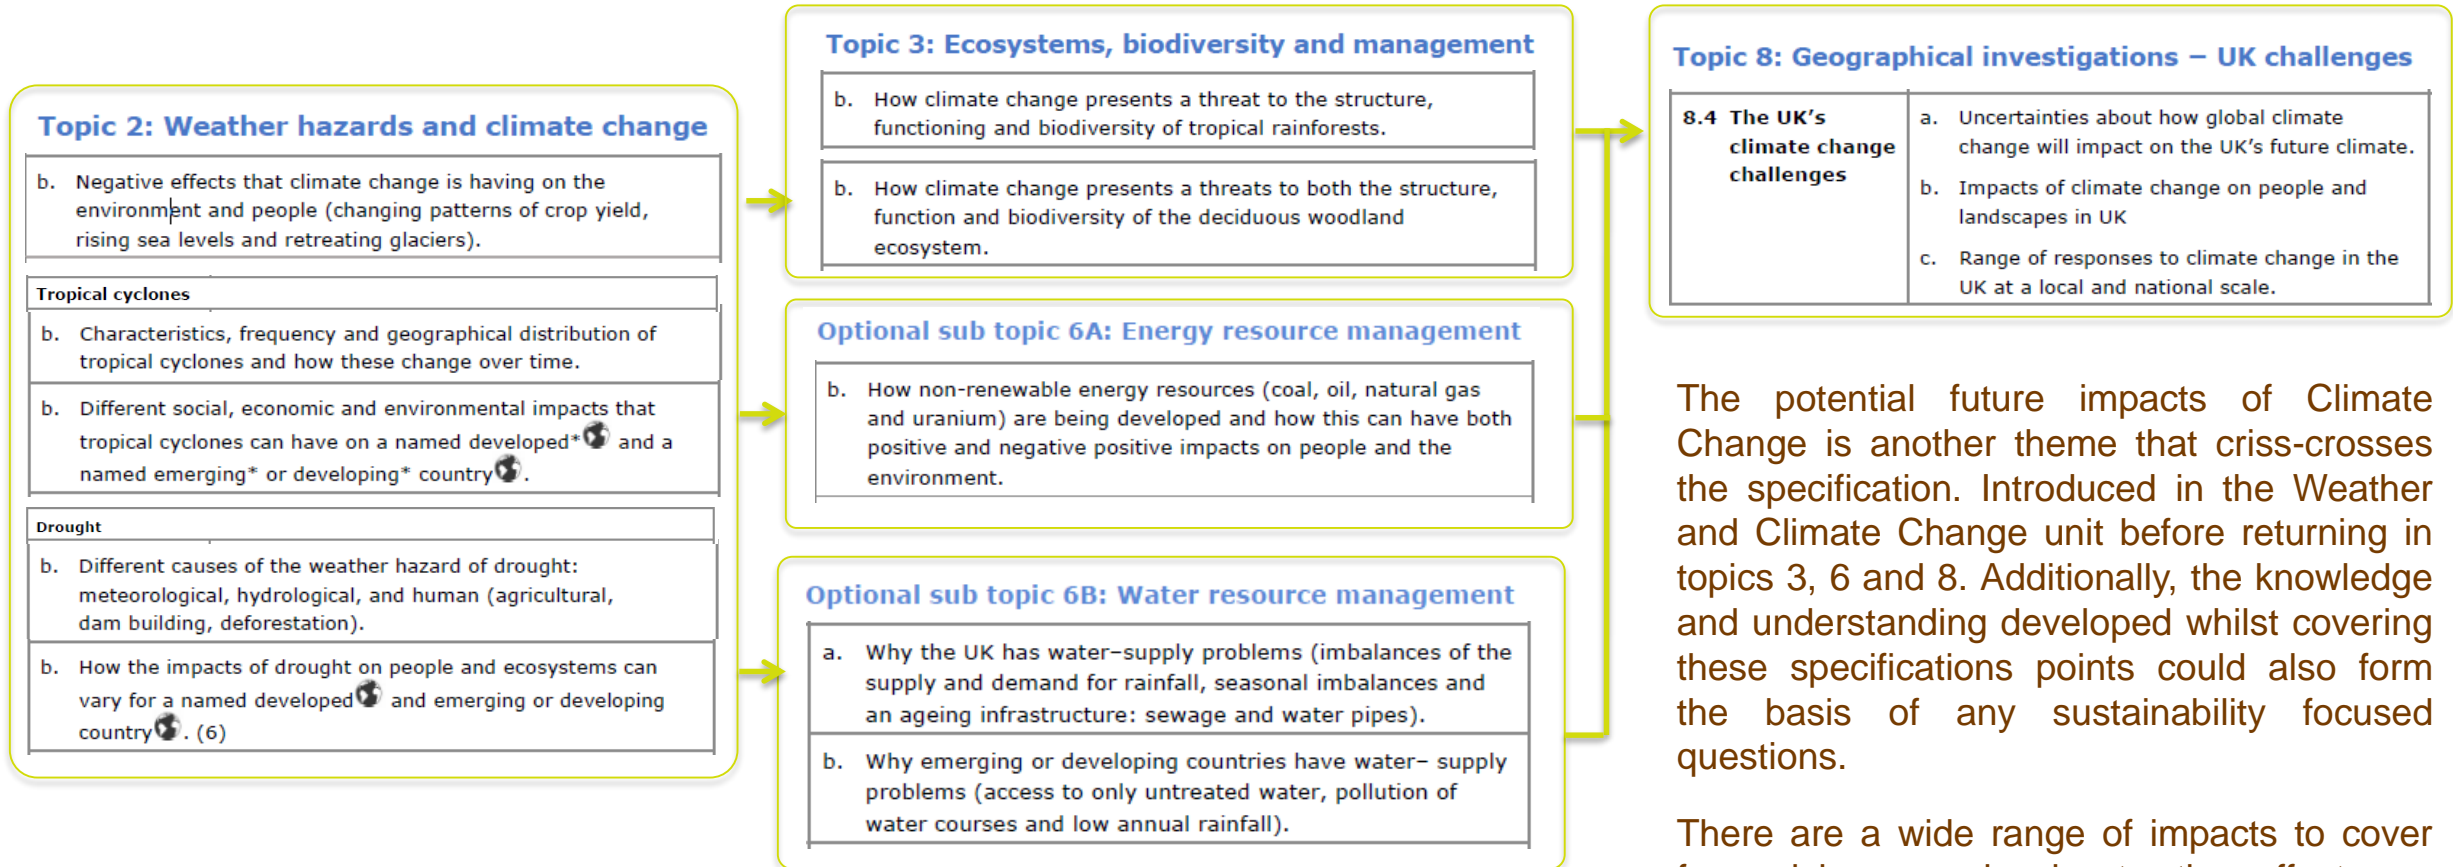 Topic 2: Weather hazards and climate change
b. Negative effects that climate change is having on the
environment and people (changing patterns of crop yield,
rising sea levels and retreating glaciers).
Tropical cyclones
b. Characteristics, frequency and geographical distribution of
tropical cyclones and how these change over time.
b. Different social, economic and environmental impacts that
tropical cyclones can have on a named developed* and a
named emerging* or developing* country.
Drought
b. Different causes of the weather hazard of drought:
meteorological, hydrological, and human (agricultural,
dam building, deforestation).
b. How the impacts of drought on people and ecosystems can
vary for a named developed and emerging or developing
country. (6)
Topic 3: Ecosystems, biodiversity and management
b. How climate change presents a threat to the structure,
functioning and biodiversity of tropical rainforests.
b. How climate change presents a threats to both the structure,
function and biodiversity of the deciduous woodland
ecosystem.
Optional sub topic 6A: Energy resource management
b. How non-renewable energy resources (coal, oil, natural gas
and uranium) are being developed and how this can have both
positive and negative positive impacts on people and the
environment.
Optional sub topic 6B: Water resource management
a. Why the UK has water–supply problems (imbalances of the
supply and demand for rainfall, seasonal imbalances and
an ageing infrastructure: sewage and water pipes).
b. Why emerging or developing countries have water– supply
problems (access to only untreated water, pollution of
water courses and low annual rainfall).
Topic 8: Geographical investigations – UK challenges
8.4 The UK's
climate change
challenges
a. Uncertainties about how global climate
change will impact on the UK's future climate.
b. Impacts of climate change on people and
landscapes in UK
c. Range of responses to climate change in the
UK at a local and national scale.
The potential future impacts of Climate
Change is another theme that criss-crosses
the specification. Introduced in the Weather
and Climate Change unit before returning in
topics 3, 6 and 8. Additionally, the knowledge
and understanding developed whilst covering
these specifications points could also form
the basis of any sustainability focused
questions.
There are a wide range of impacts to cover